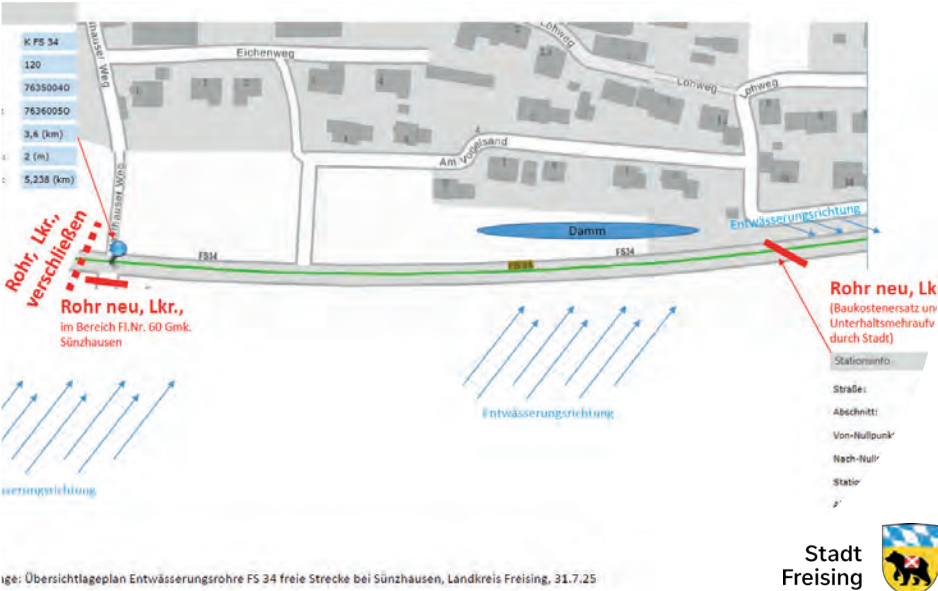 K FS 34
120
76350040
76360050
3,6 (km)
2 (m)
5,238 (km)
Eichenweg
Lohweg
Lohweg
Lohweg
Am Vogelsand
Rohr, Lkr.,
verschließen
FS34
Damm
FS34
Entwässerungsrichtung
Rohr neu, Lkr.,
im Bereich Fl.Nr. 60 Gmk.
Sünzhausen
Rohr neu, Lk
(Baukostenersatz un
Unterhaltsmehraufw
durch Stadt)
Stationsinfo
Straße:
Abschnitt:
Von-Nullpunk
Nach-Null
Statio
Entwässerungsrichtung
sserungsrichtung
age: Übersichtlageplan Entwässerungsrohre FS 34 freie Strecke bei Sünzhausen, Landkreis Freising, 31.7.25
Stadt
Freising